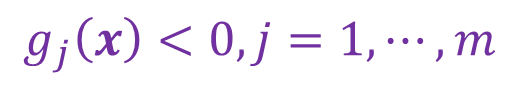 gⱼ(𝒙) < 0, j = 1, ⋯ , m